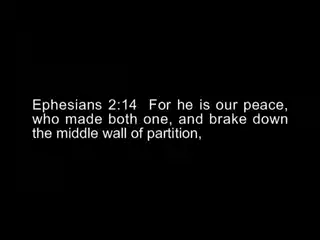 Ephesians 2:14  For he is our peace,
who made both one, and brake down
the middle wall of partition,